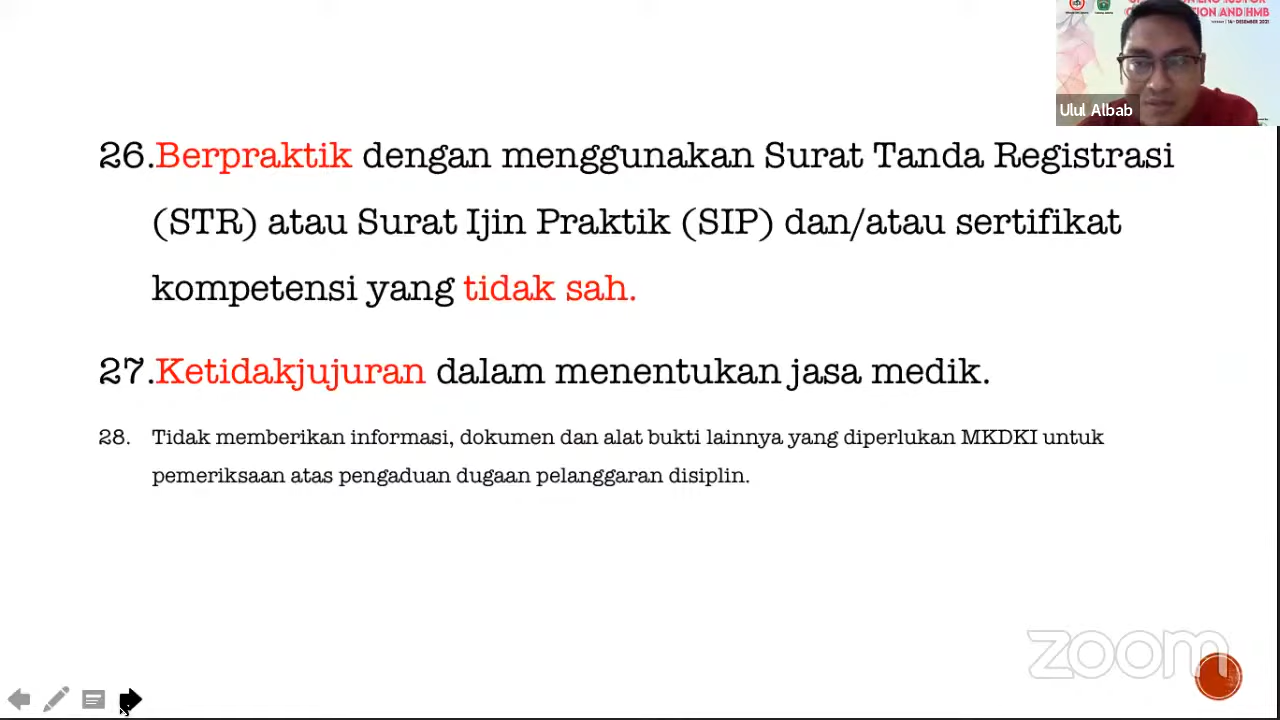 AND HMB
Ulul Albab
26.Berpraktik dengan menggunakan Surat Tanda Registrasi
(STR) atau Surat Ijin Praktik (SIP) dan/atau sertifikat
kompetensi yang tidak sah.
27.Ketidakjujuran dalam menentukan jasa medik.
28. Tidak memberikan informasi, dokumen dan alat bukti lainnya yang diperlukan MKDKI untuk
pemeriksaan atas pengaduan dugaan pelanggaran disiplin.
zoom